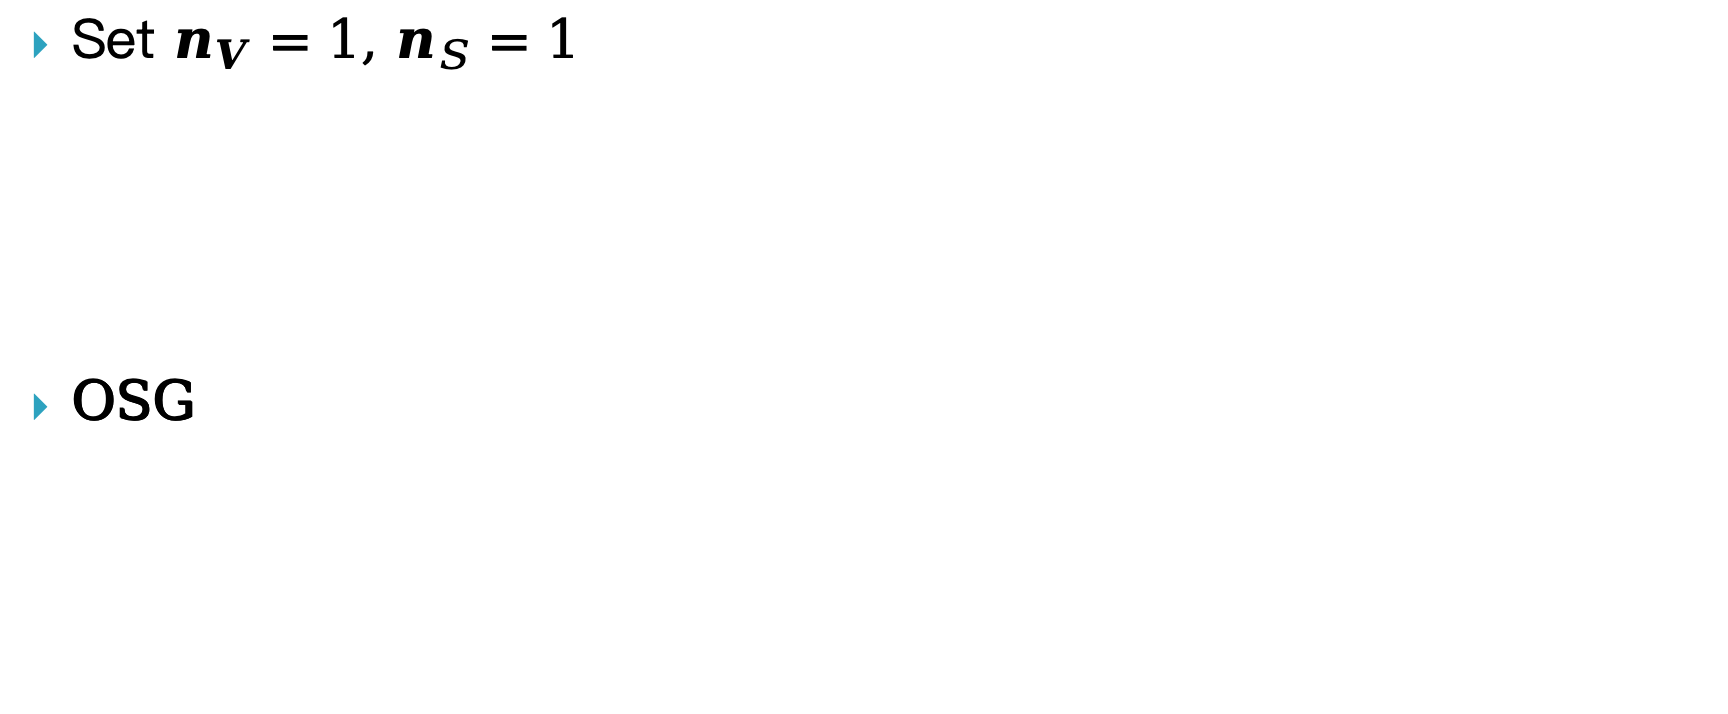 Set n_V = 1, n_S = 1
OSG